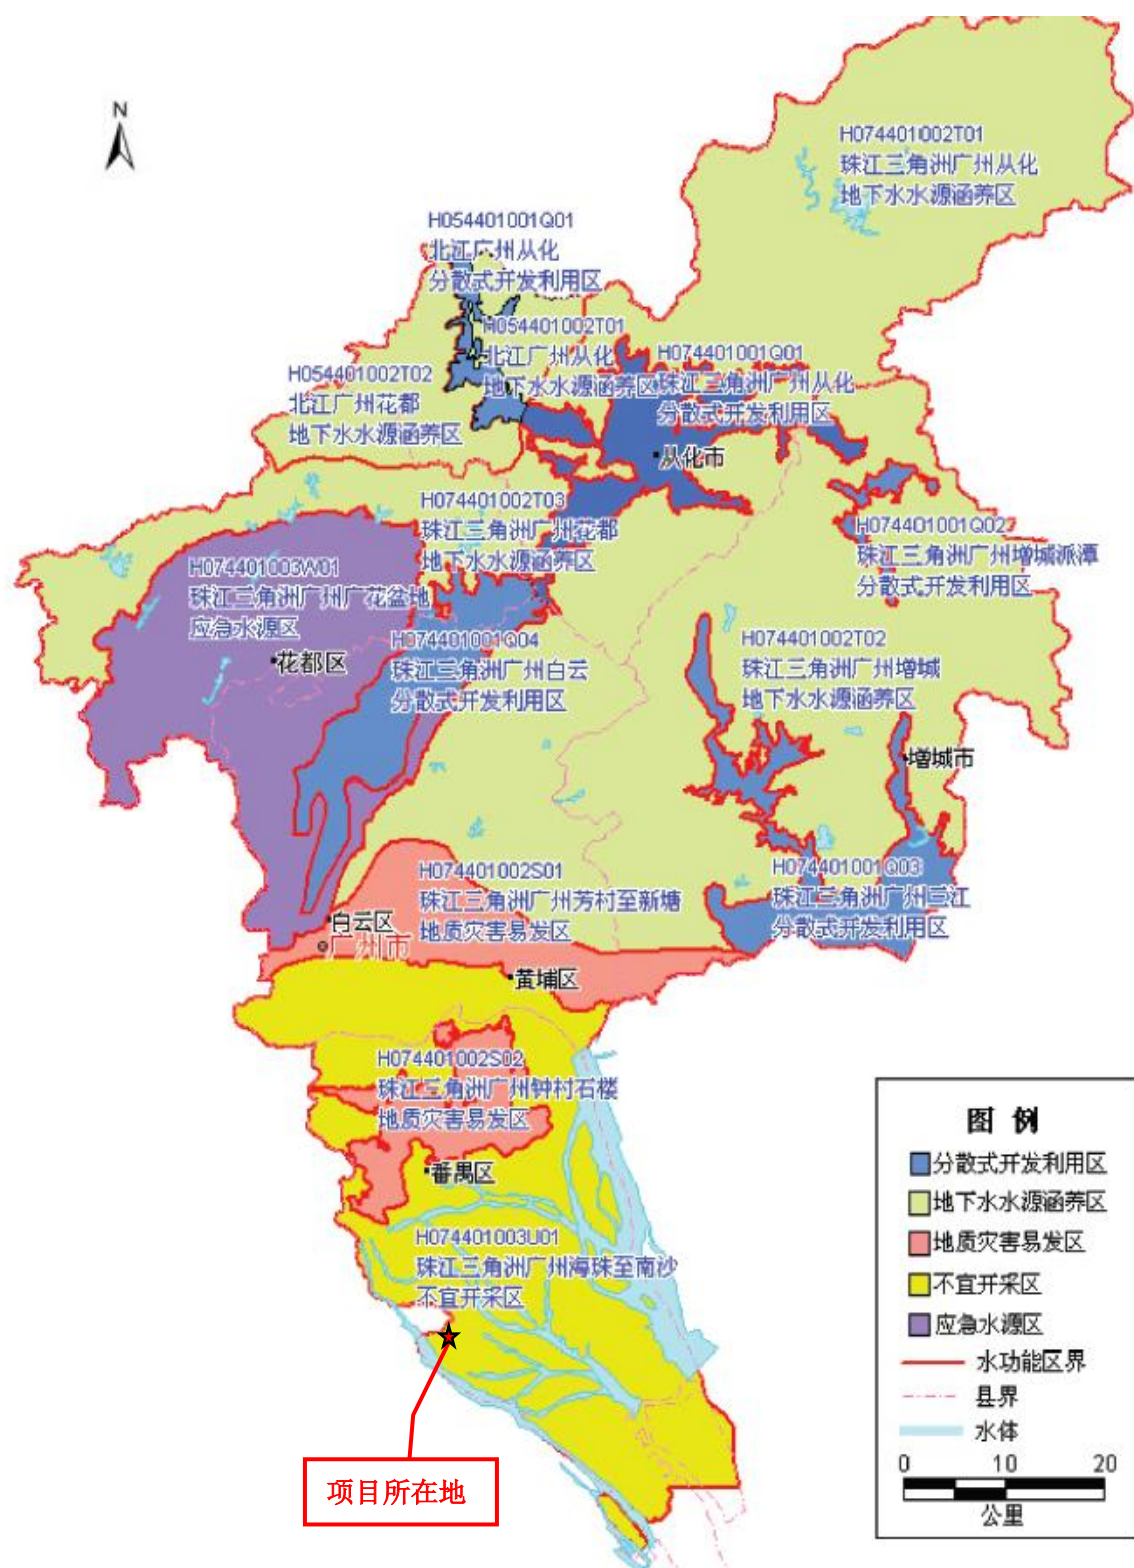 N
H074401002T01
珠江三角洲广州从化
地下水水源涵养区
H054401001Q01
北江广州从化
分散式开发利用区
H054401002T01
北江广州从化
地下水水源涵养区
H074401001Q01
珠江三角洲广州从化
分散式开发利用区
H054401002T02
北江广州花都
地下水水源涵养区
从化市
H074401002T03
珠江三角洲广州花都
地下水水源涵养区
H074401001Q02
珠江三角洲广州增城派潭
分散式开发利用区
H074401003W01
珠江三角洲广州广花盆地
应急水源区
花都区
H074401001Q04
珠江三角洲广州白云
分散式开发利用区
H074401002T02
珠江三角洲广州增城
地下水水源涵养区
增城市
H074401002S01
珠江三角洲广州芳村至新塘
地质灾害易发区
H074401001Q03
珠江三角洲广州三江
分散式开发利用区
白云区
广州市
黄埔区
H074401002S02
珠江三角洲广州钟村石楼
地质灾害易发区
番禺区
H074401003U01
珠江三角洲广州海珠至南沙
不宜开采区
项目所在地
图 例
分散式开发利用区
地下水水源涵养区
地质灾害易发区
不宜开采区
应急水源区
水功能区界
县界
水体
0 10 20
公里